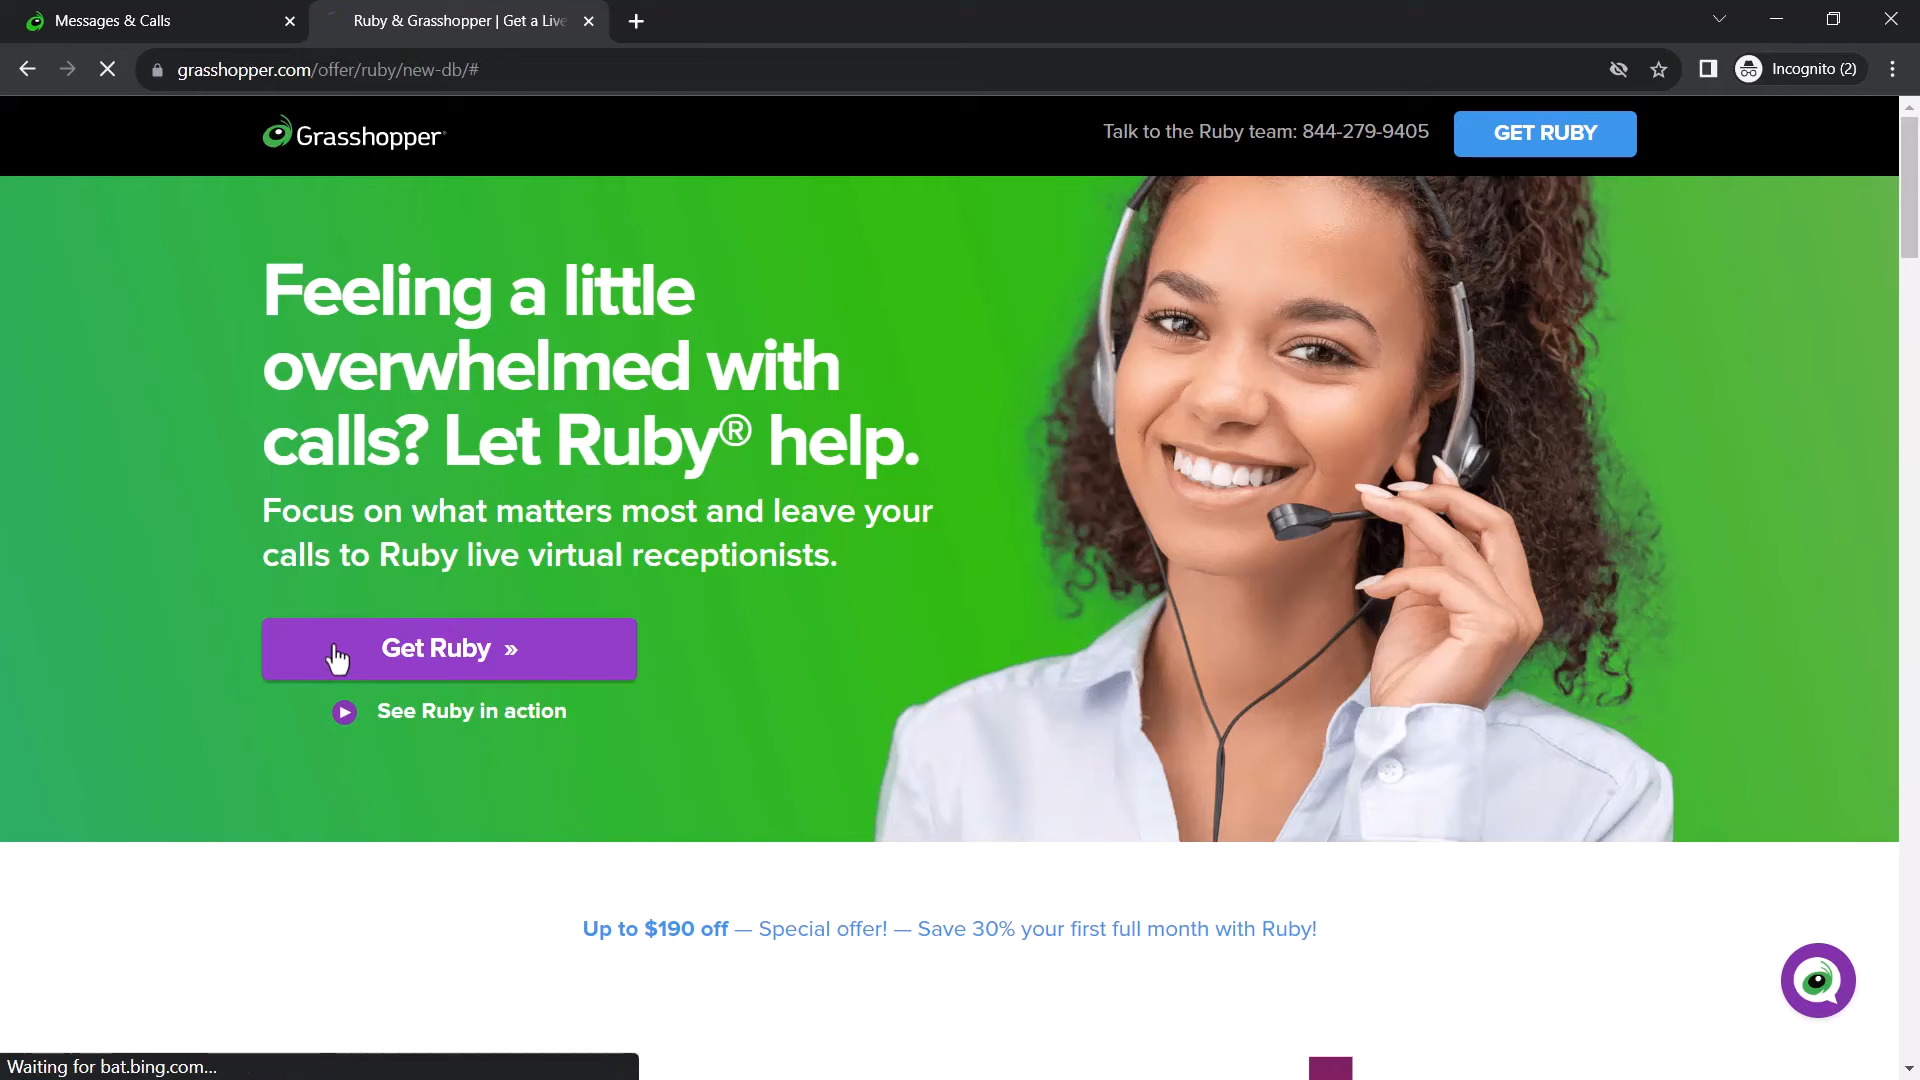 Messages & Calls
Ruby & Grasshopper | Get a Live
grasshopper.com/offer/ruby/new-db/#
Incognito (2)
Grasshopper
Talk to the Ruby team: 844-279-9405
GET RUBY
Feeling a little
overwhelmed with
calls? Let Ruby® help.
Focus on what matters most and leave your
calls to Ruby live virtual receptionists.
Get Ruby »
See Ruby in action
Up to $190 off — Special offer! — Save 30% your first full month with Ruby!
Waiting for bat.bing.com...